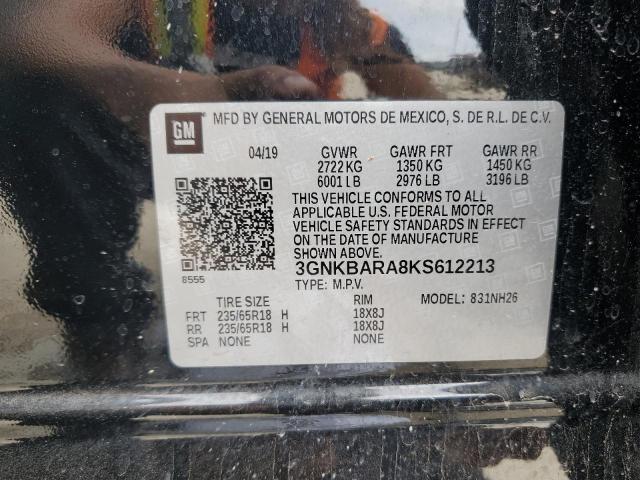 GM
MFD BY GENERAL MOTORS DE MEXICO, S. DE R.L. DE C.V.
04/19 GVWR GAWR FRT GAWR RR
2722 KG 1350 KG 1450 KG
6001 LB 2976 LB 3196 LB
THIS VEHICLE CONFORMS TO ALL
APPLICABLE U.S. FEDERAL MOTOR
VEHICLE SAFETY STANDARDS IN EFFECT
ON THE DATE OF MANUFACTURE
SHOWN ABOVE.
3GNKBARA8KS612213
8555
TYPE: M.P.V.
TIRE SIZE RIM MODEL: 831NH26
FRT 235/65R18 H 18X8J
RR 235/65R18 H 18X8J
SPA NONE NONE